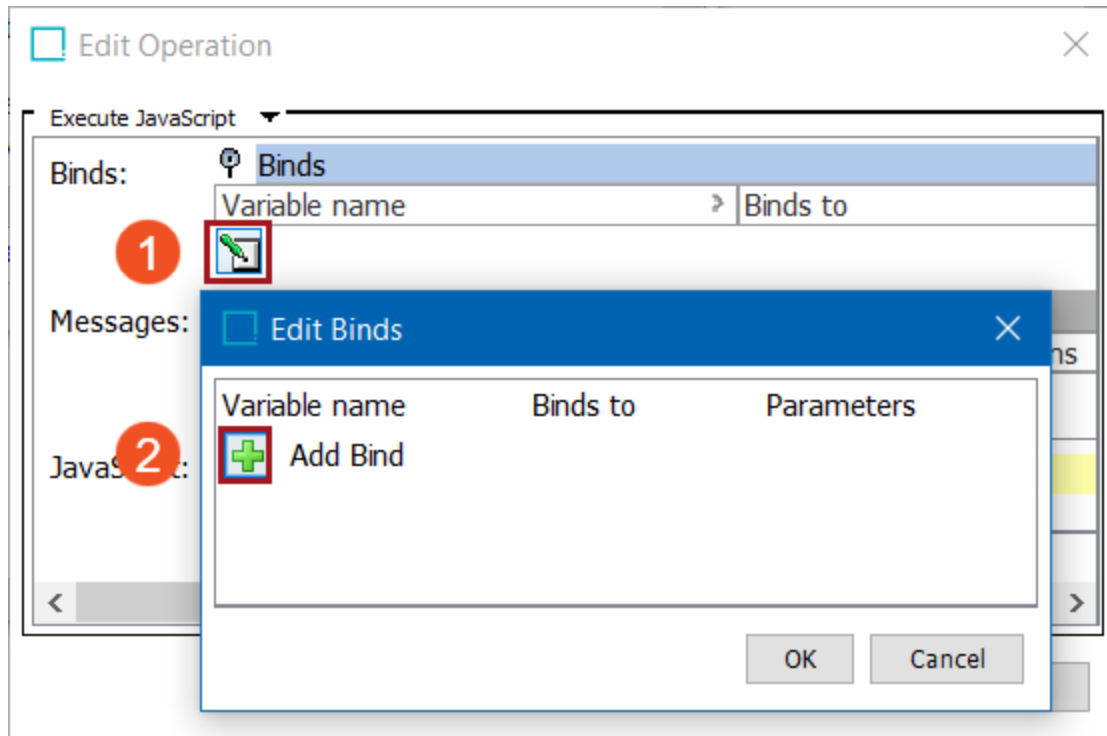 Edit Operation
Execute JavaScript
Binds:
Binds
Variable name
Binds to
1
Messages:
Edit Binds
ns
Variable name Binds to Parameters
2
Add Bind
OK Cancel